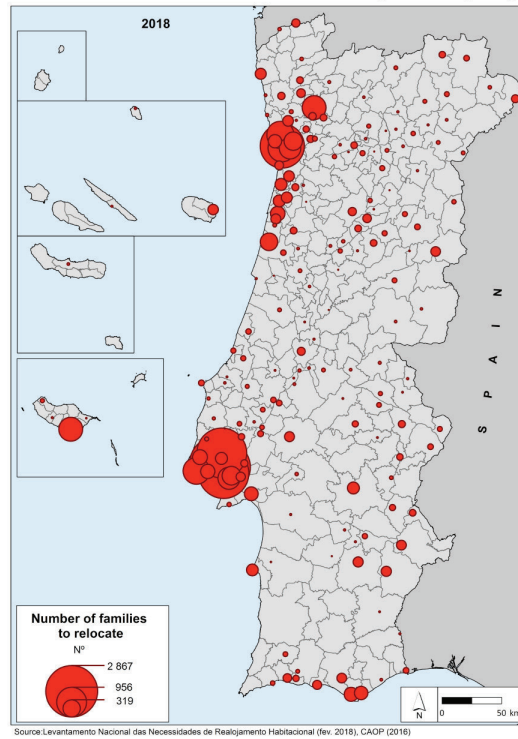 2018
SPAIN
Number of families
to relocate
Nº
2 867
956
319
N
0
50 km
Source:Levantamento Nacional das Necessidades de Realojamento Habitacional (fev. 2018), CAOP (2016)